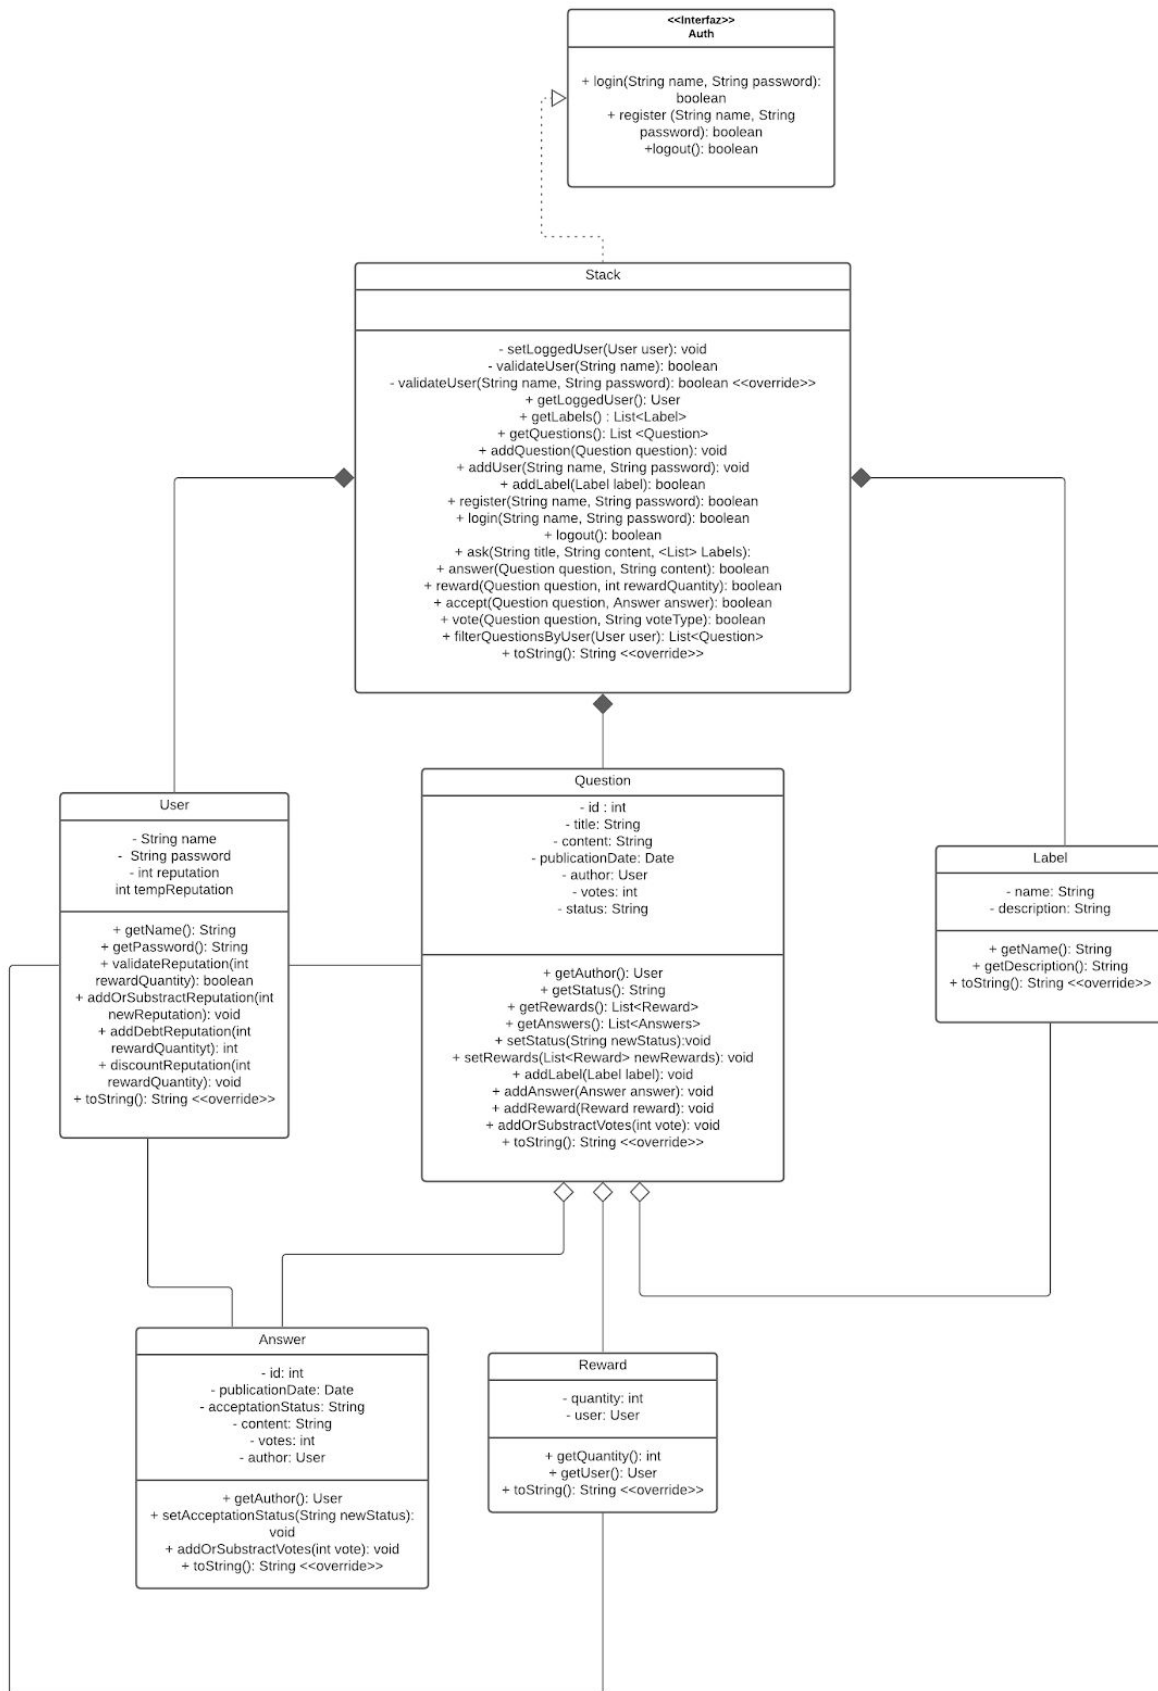 <<Interfaz>>
Auth
+ login(String name, String password):
boolean
+ register (String name, String
password): boolean
+logout(): boolean
Stack
- setLoggedUser(User user): void
- validateUser(String name): boolean
- validateUser(String name, String password): boolean <<override>>
+ getLoggedUser(): User
+ getLabels() : List<Label>
+ getQuestions(): List <Question>
+ addQuestion(Question question): void
+ addUser(String name, String password): void
+ addLabel(Label label): boolean
+ register(String name, String password): boolean
+ login(String name, String password): boolean
+ logout(): boolean
+ ask(String title, String content, <List> Labels):
+ answer(Question question, String content): boolean
+ reward(Question question, int rewardQuantity): boolean
+ accept(Question question, Answer answer): boolean
+ vote(Question question, String voteType): boolean
+ filterQuestionsByUser(User user): List<Question>
+ toString(): String <<override>>
User
- String name
- String password
- int reputation
int tempReputation
+ getName(): String
+ getPassword(): String
+ validateReputation(int
rewardQuantity): boolean
+ addOrSubstractReputation(int
newReputation): void
+ addDebtReputation(int
rewardQuantityt): int
+ discountReputation(int
rewardQuantity): void
+ toString(): String <<override>>
Question
- id : int
- title: String
- content: String
- publicationDate: Date
- author: User
- votes: int
- status: String
+ getAuthor(): User
+ getStatus(): String
+ getRewards(): List<Reward>
+ getAnswers(): List<Answers>
+ setStatus(String newStatus):void
+ setRewards(List<Reward> newRewards): void
+ addLabel(Label label): void
+ addAnswer(Answer answer): void
+ addReward(Reward reward): void
+ addOrSubstractVotes(int vote): void
+ toString(): String <<override>>
Label
- name: String
- description: String
+ getName(): String
+ getDescription(): String
+ toString(): String <<override>>
Answer
- id: int
- publicationDate: Date
- acceptationStatus: String
- content: String
- votes: int
- author: User
+ getAuthor(): User
+ setAcceptationStatus(String newStatus):
void
+ addOrSubstractVotes(int vote): void
+ toString(): String <<override>>
Reward
- quantity: int
- user: User
+ getQuantity(): int
+ getUser(): User
+ toString(): String <<override>>